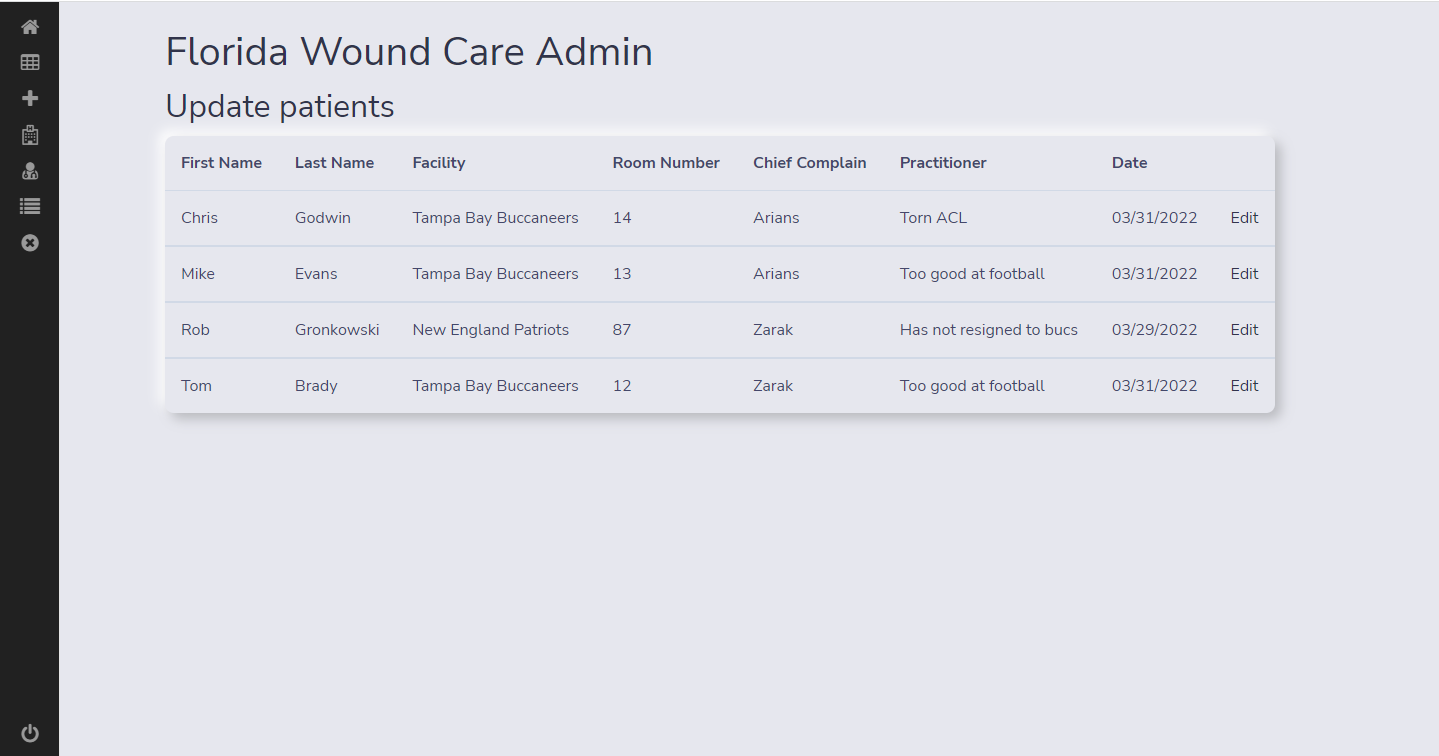 Florida Wound Care Admin
Update patients
First Name Last Name Facility Room Number Chief Complain Practitioner Date
Chris Godwin Tampa Bay Buccaneers 14 Arians Torn ACL 03/31/2022 Edit
Mike Evans Tampa Bay Buccaneers 13 Arians Too good at football 03/31/2022 Edit
Rob Gronkowski New England Patriots 87 Zarak Has not resigned to bucs 03/29/2022 Edit
Tom Brady Tampa Bay Buccaneers 12 Zarak Too good at football 03/31/2022 Edit